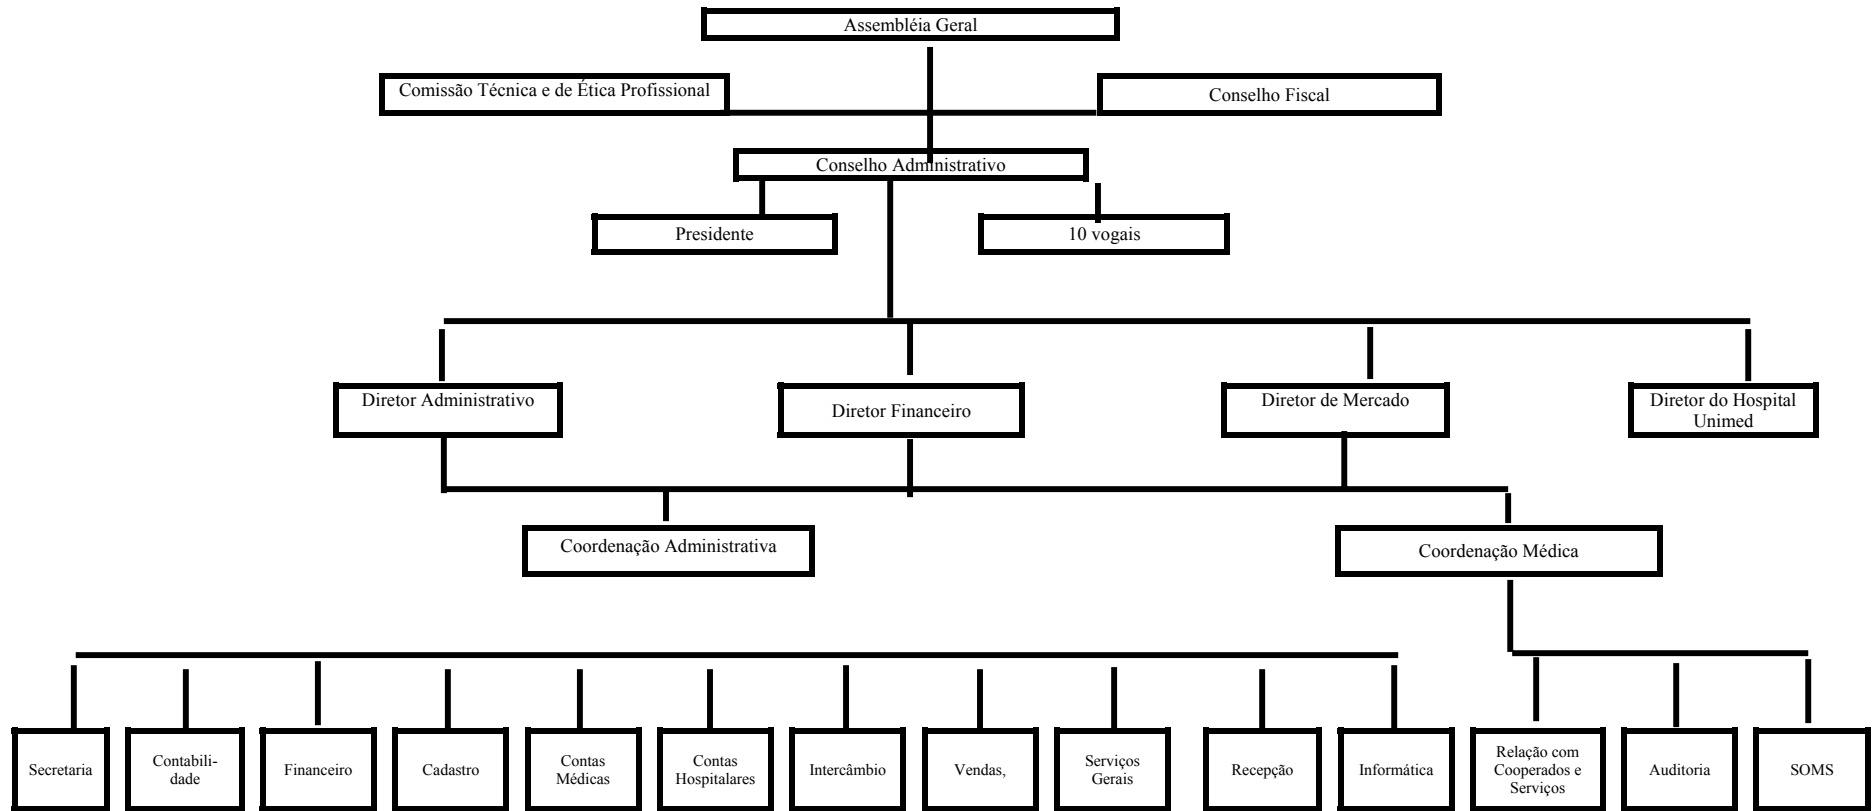 Assembléia Geral
Comissão Técnica e de Ética Profissional
Conselho Fiscal
Conselho Administrativo
Presidente
10 vogais
Diretor Administrativo
Diretor Financeiro
Diretor de Mercado
Diretor do Hospital
Unimed
Coordenação Administrativa
Coordenação Médica
Secretaria
Contabili-
dade
Financeiro
Cadastro
Contas
Médicas
Contas
Hospitalares
Intercâmbio
Vendas,
Serviços
Gerais
Recepção
Informática
Relação com
Cooperados e
Serviços
Auditoria
SOMS